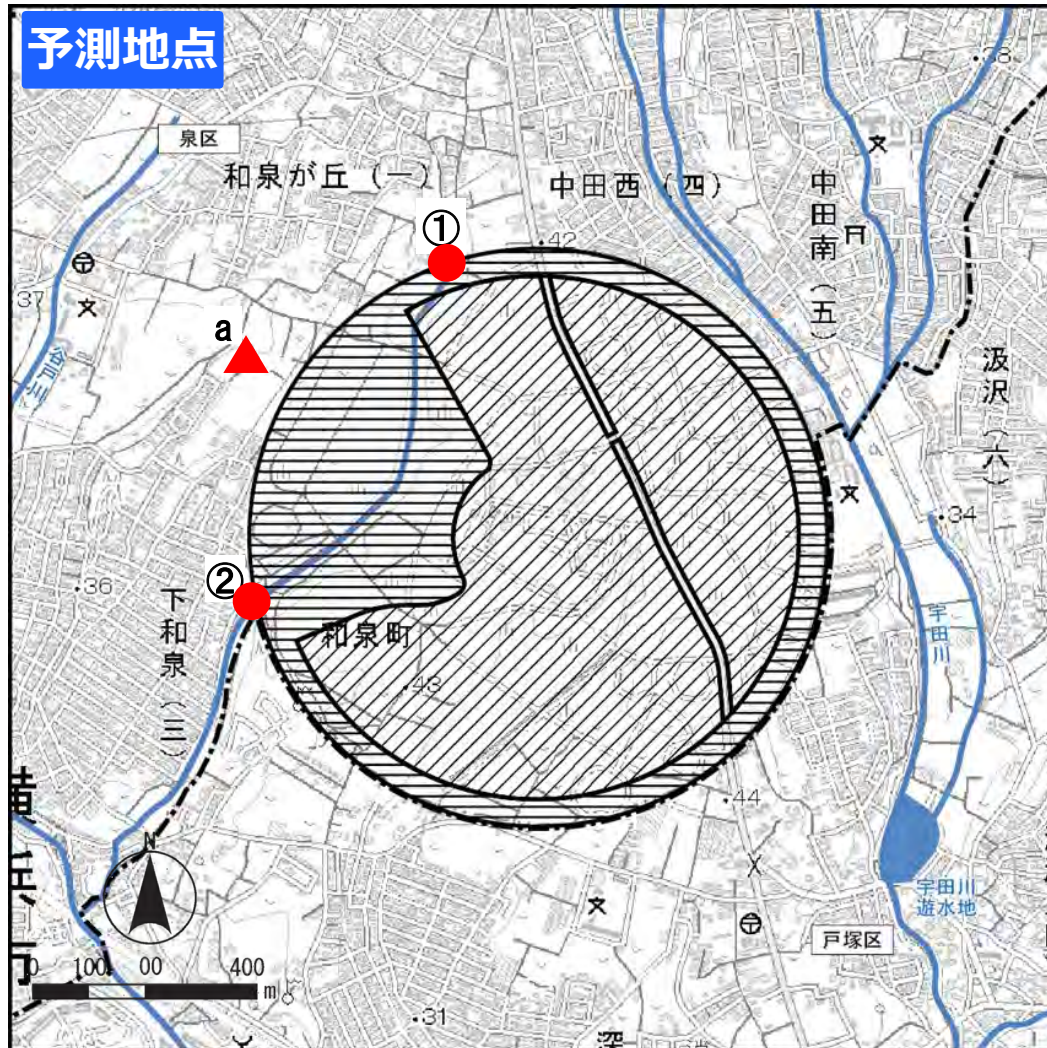 予測地点
泉区
和泉が丘(一)
中田西(四)
中田南(五)
汲沢(六)
38
42
①
37
a
34
36
②
下和泉(三)
和泉町
43
44
宇田川
宇田川
遊水地
戸塚区
N
0 100 00 400
m
31
深